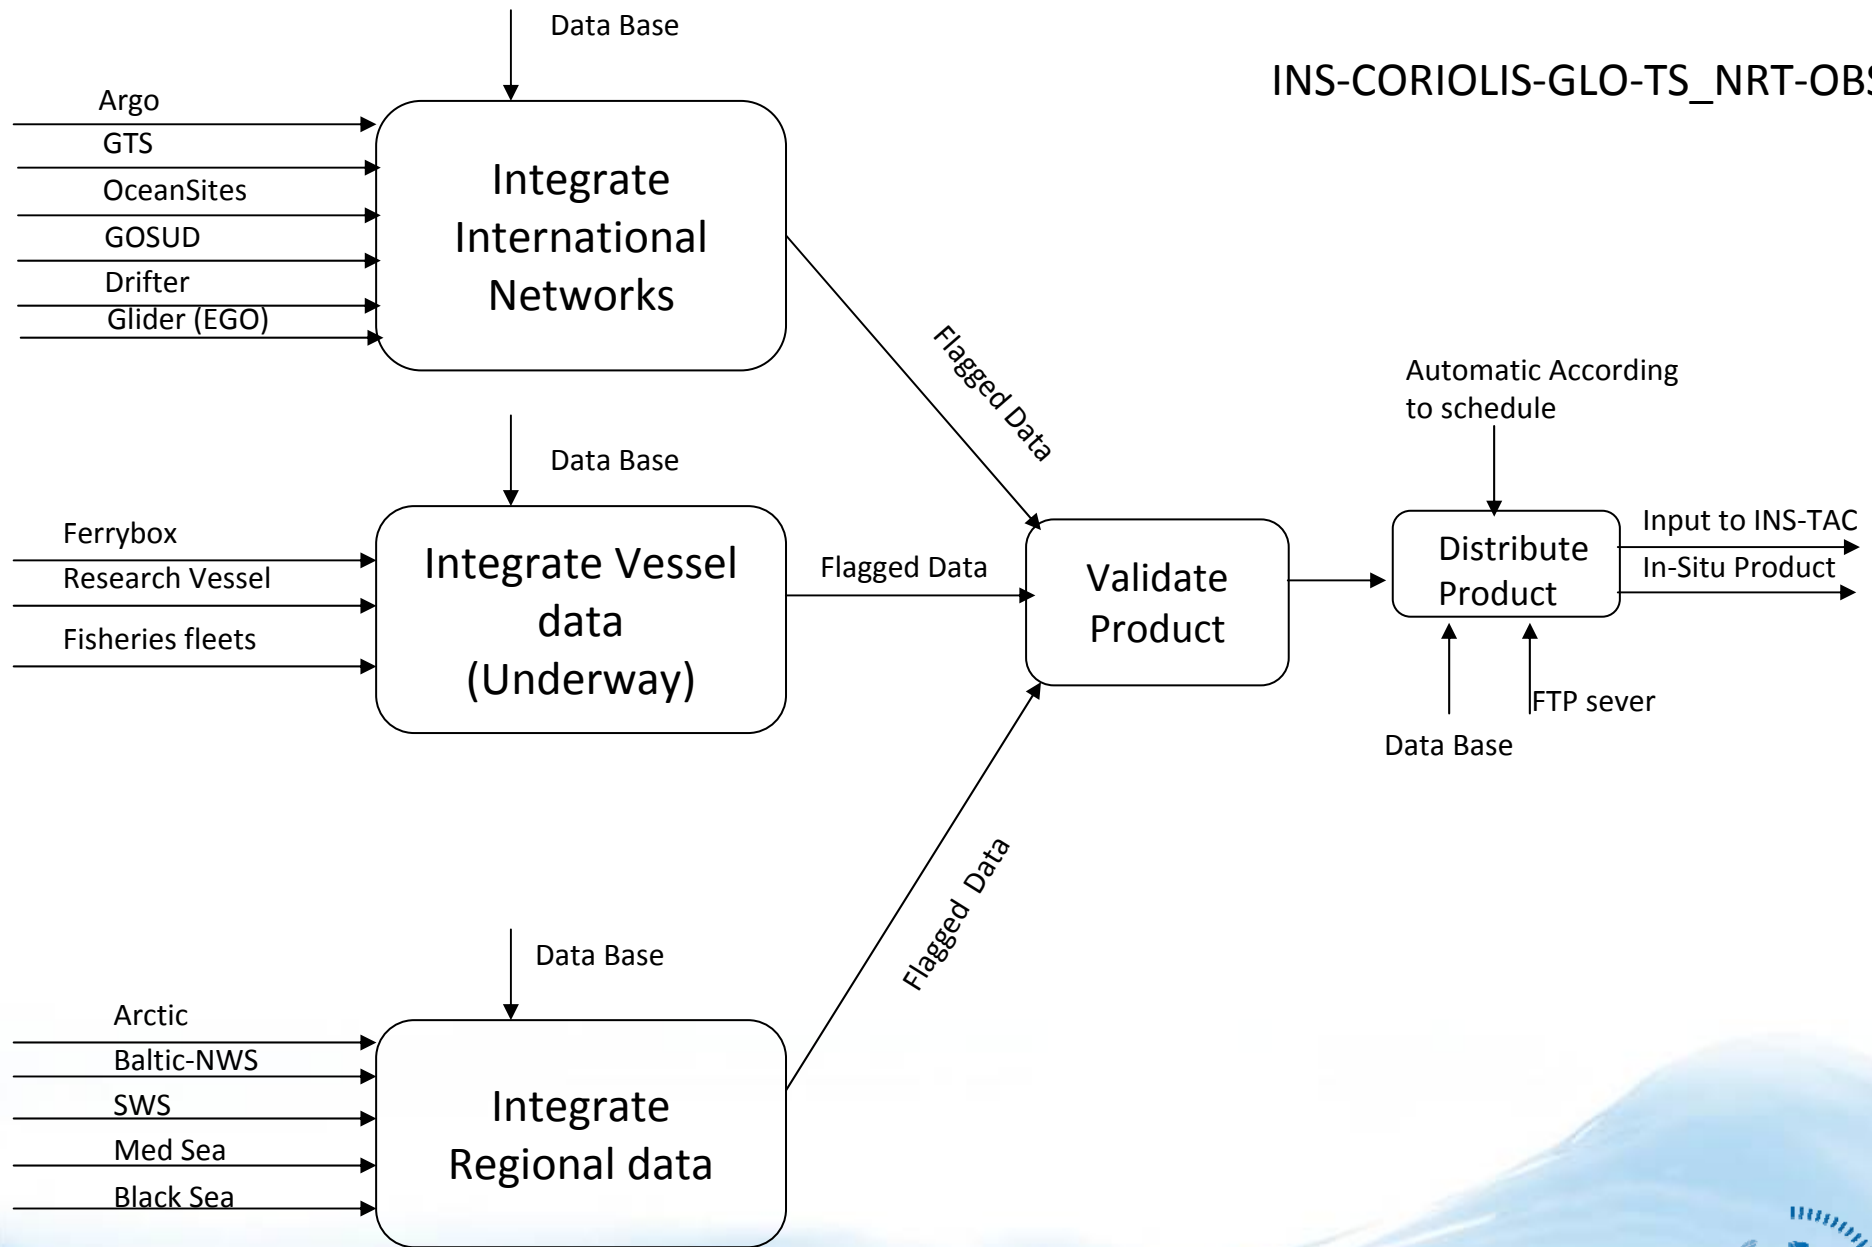 Data Base
INS-CORIOLIS-GLO-TS_NRT-OBS
Argo
GTS
OceanSites
GOSUD
Drifter
Glider (EGO)
Integrate
International
Networks
Flagged Data
Data Base
Ferrybox
Research Vessel
Fisheries fleets
Integrate Vessel
data
(Underway)
Flagged Data
Validate
Product
Automatic According
to schedule
Distribute
Product
Input to INS-TAC
In-Situ Product
FTP sever
Data Base
Flagged Data
Data Base
Arctic
Baltic-NWS
SWS
Med Sea
Black Sea
Integrate
Regional data